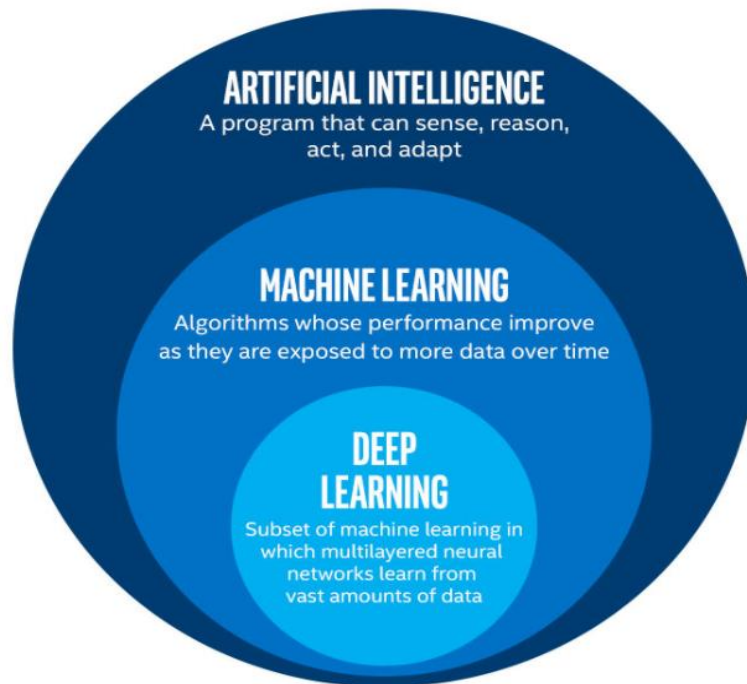 ARTIFICIAL INTELLIGENCE
A program that can sense, reason,
act, and adapt
MACHINE LEARNING
Algorithms whose performance improve
as they are exposed to more data over time
DEEP
LEARNING
Subset of machine learning in
which multilayered neural
networks learn from
vast amounts of data